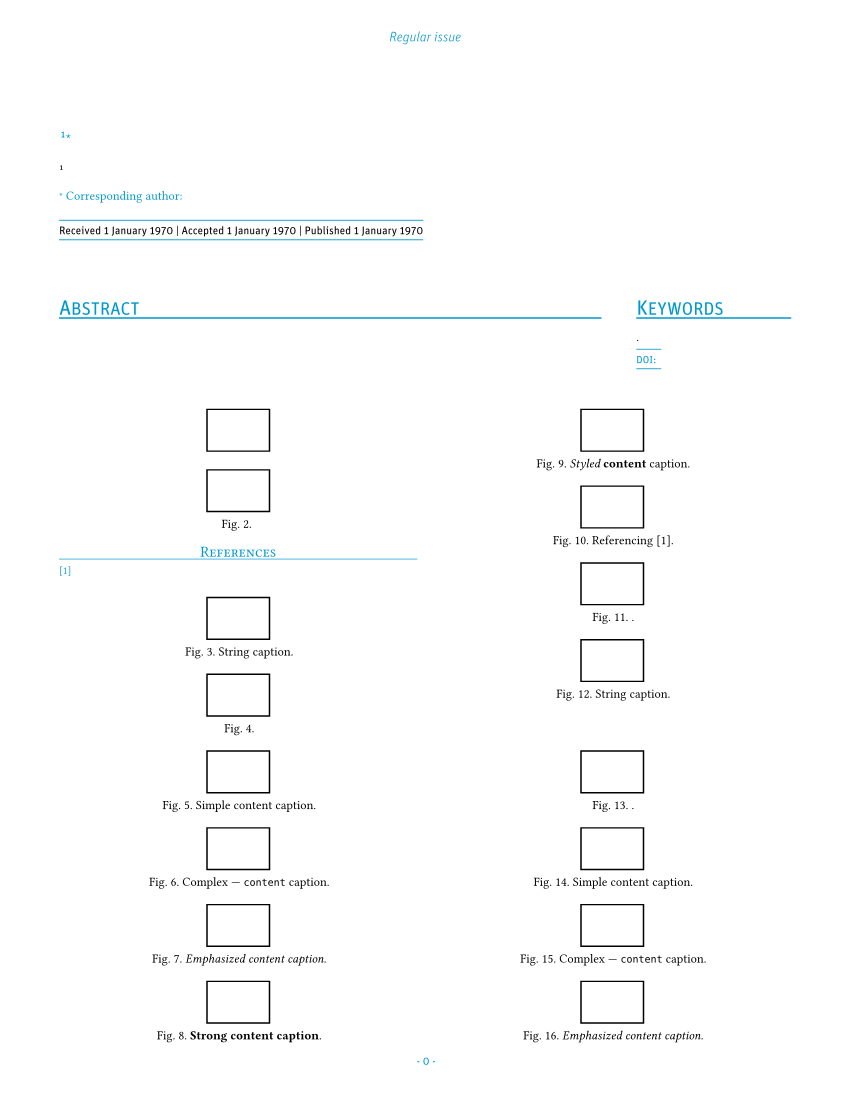 Regular issue
1*
1
* Corresponding author:
Received 1 January 1970 | Accepted 1 January 1970 | Published 1 January 1970
ABSTRACT
KEYWORDS
.
DOI:
Fig. 2.
REFERENCES
[1]
Fig. 3. String caption.
Fig. 4.
Fig. 5. Simple content caption.
Fig. 6. Complex — content caption.
Fig. 7. Emphasized content caption.
Fig. 8. Strong content caption.
Fig. 9. Styled content caption.
Fig. 10. Referencing [1].
Fig. 11. .
Fig. 12. String caption.
Fig. 13. .
Fig. 14. Simple content caption.
Fig. 15. Complex — content caption.
Fig. 16. Emphasized content caption.
- 0 -